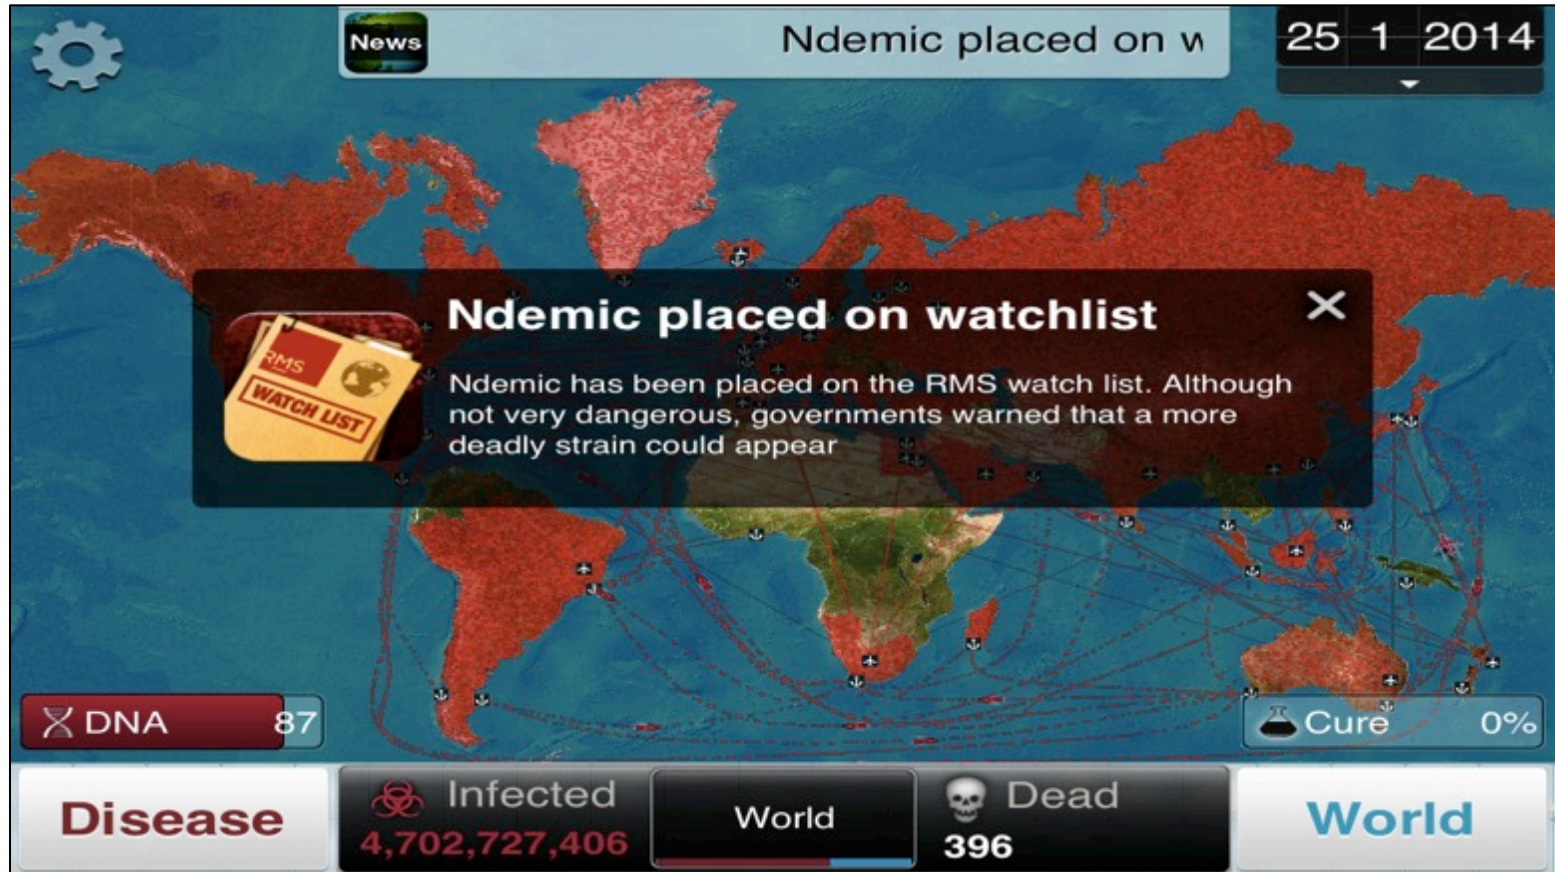 News
Ndemic placed on w
25 1 2014
Ndemic placed on watchlist
RMS
WATCH LIST
Ndemic has been placed on the RMS watch list. Although
not very dangerous, governments warned that a more
deadly strain could appear
DNA 87
Cure 0%
Disease
Infected
4,702,727,406
World
Dead
396
World